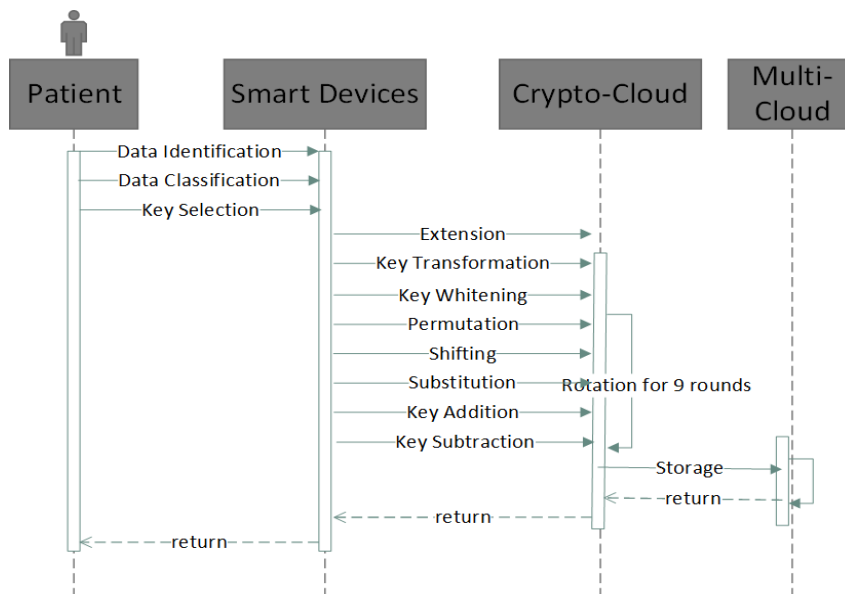 Patient
Smart Devices
Crypto-Cloud
Multi-
Cloud
Data Identification
Data Classification
Key Selection
Extension
Key Transformation
Key Whitening
Permutation
Shifting
Substitution
Rotation for 9 rounds
Key Addition
Key Subtraction
Storage
return
return
return